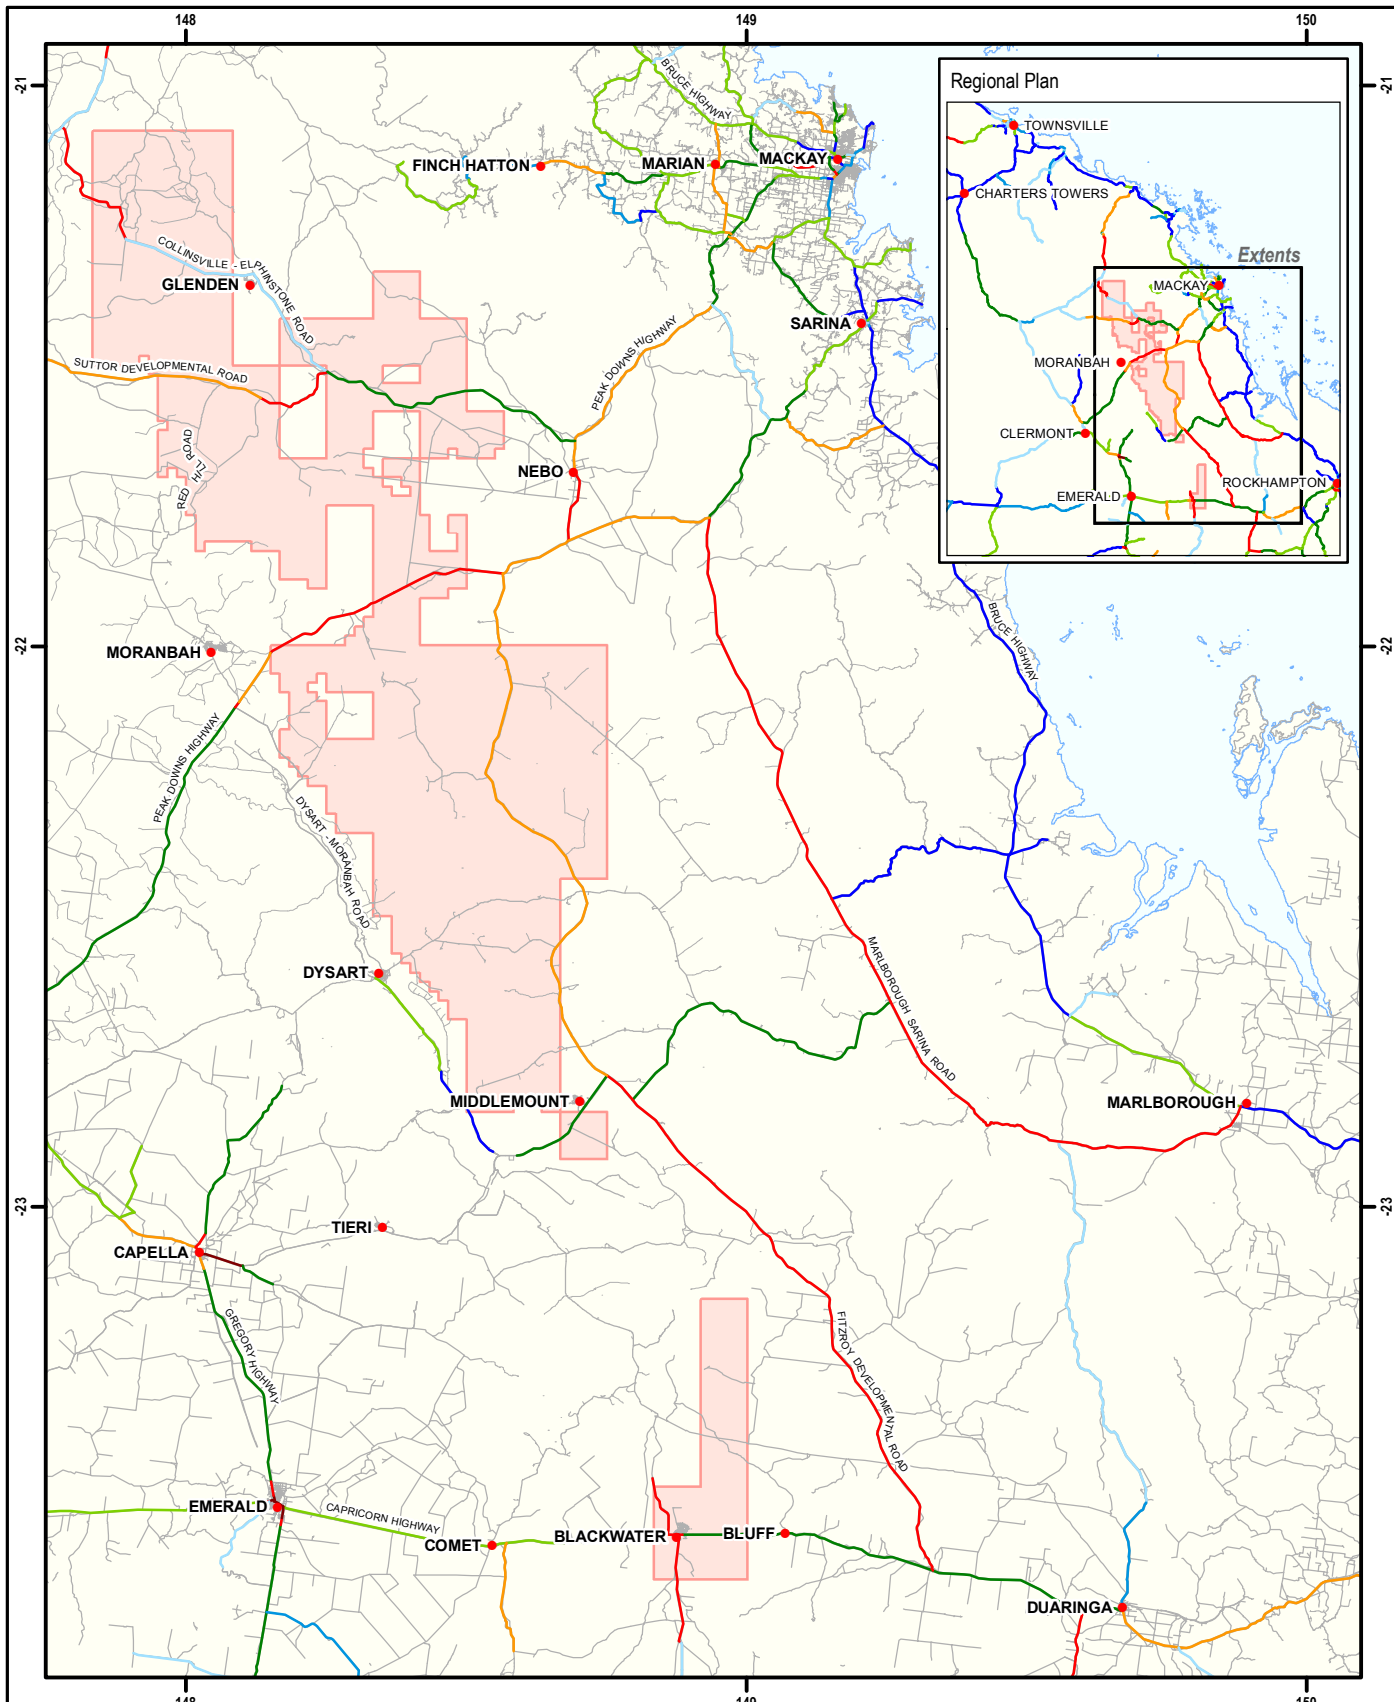 148
149
150
-21
-21
Regional Plan
TOWNSVILLE
CHARTERS TOWERS
Extents
MACKAY
MORANBAH
CLERMONT
ROCKHAMPTON
EMERALD
BRUCE HIGHWAY
FINCH HATTON
MARIAN
MACKAY
COLLINSVILLE - ELPHINSTONE ROAD
GLENDEN
SARINA
PEAK DOWNS HIGHWAY
SUTTOR DEVELOPMENTAL ROAD
RED HILL ROAD
NEBO
BRUCE HIGHWAY
-22
-22
MORANBAH
PEAK DOWNS HIGHWAY
DYSART - MORANBAH ROAD
DYSART
MARLBOROUGH SARINA ROAD
MIDDLEMOUNT
MARLBOROUGH
-23
-23
TIERI
CAPELLA
GREGORY HIGHWAY
FITZROY DEVELOPMENTAL ROAD
EMERALD
CAPRICORN HIGHWAY
COMET
BLACKWATER
BLUFF
DUARINGA
148
149
150